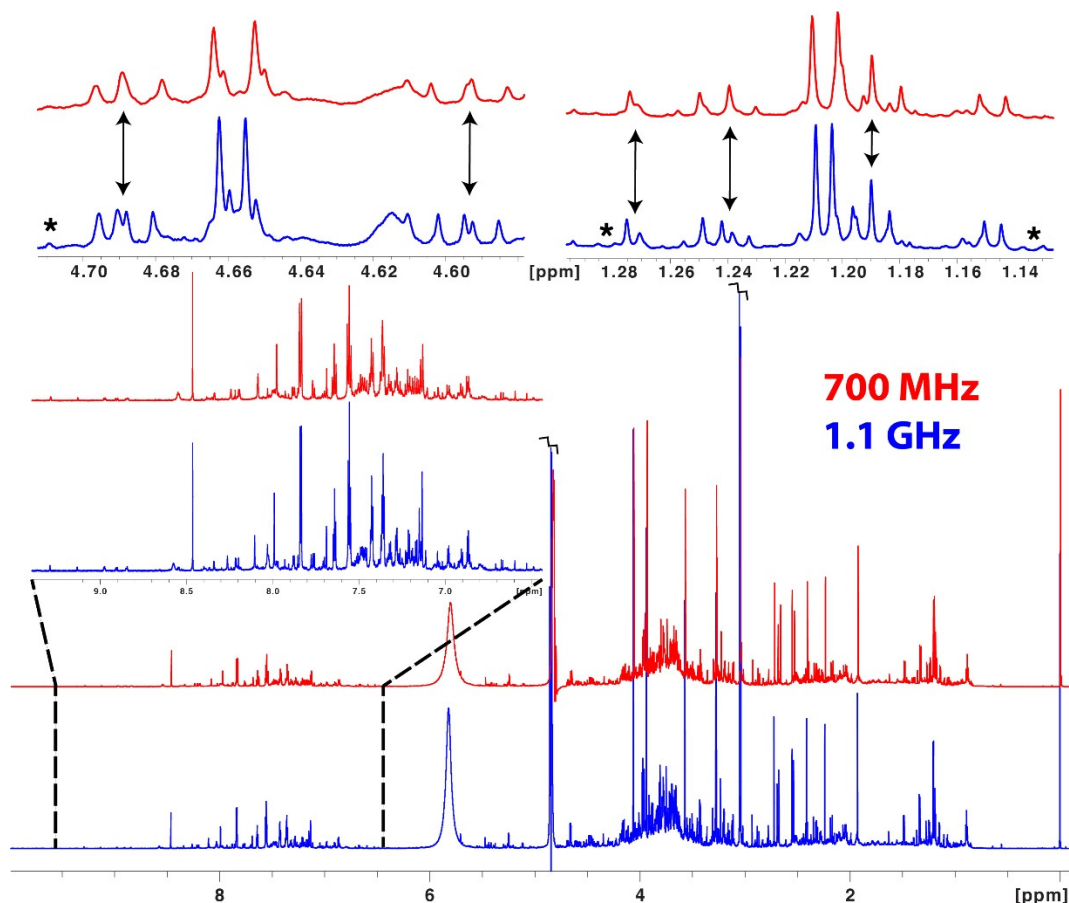 *
*
*
4.70 4.68 4.66 4.64 4.62 4.60 [ppm] 1.28 1.26 1.24 1.22 1.20 1.18 1.16 1.14
700 MHz
1.1 GHz
9.0 8.5 8.0 7.5 7.0 [ppm]
8 6 4 2 [ppm]